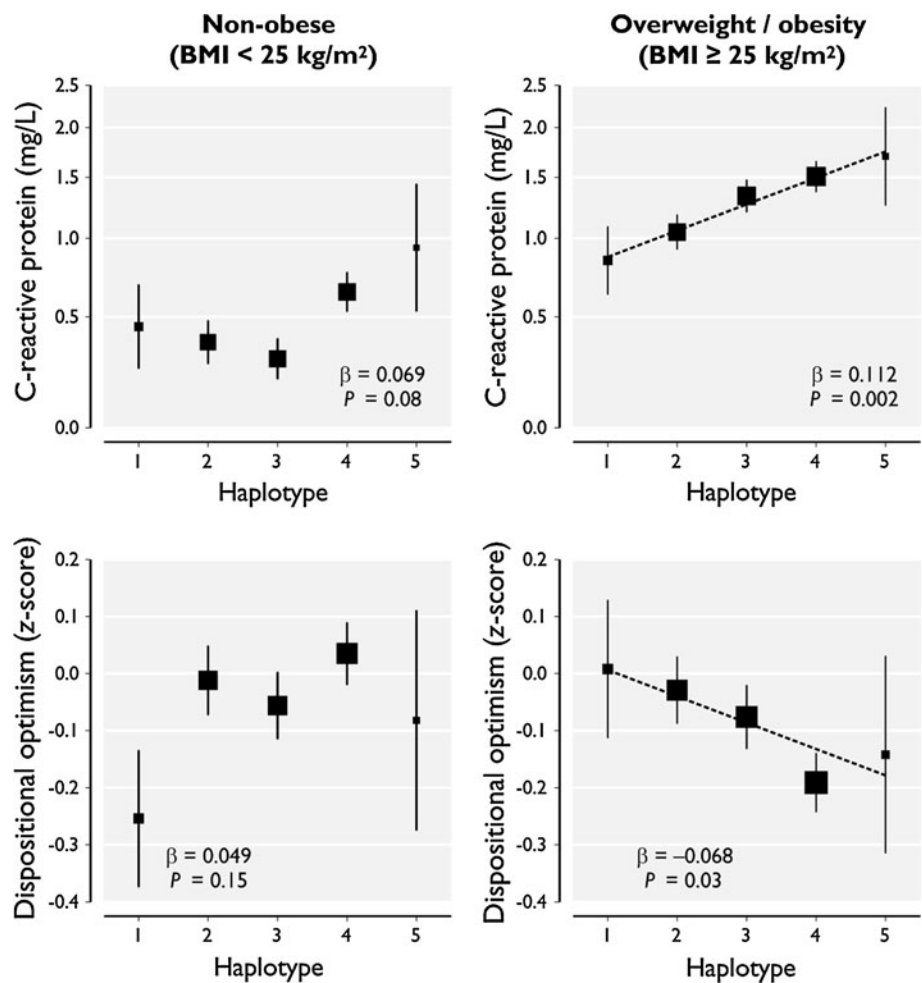 Non-obese
(BMI < 25 kg/m²)
Overweight / obesity
(BMI ≥ 25 kg/m²)
C-reactive protein (mg/L)
2.5
2.0
1.5
1.0
0.5
0.0
β = 0.069
P = 0.08
1 2 3 4 5
Haplotype
C-reactive protein (mg/L)
2.5
2.0
1.5
1.0
0.5
0.0
β = 0.112
P = 0.002
1 2 3 4 5
Haplotype
Dispositional optimism (z-score)
0.2
0.1
0.0
-0.1
-0.2
-0.3
-0.4
β = 0.049
P = 0.15
1 2 3 4 5
Haplotype
Dispositional optimism (z-score)
0.2
0.1
0.0
-0.1
-0.2
-0.3
-0.4
β = –0.068
P = 0.03
1 2 3 4 5
Haplotype